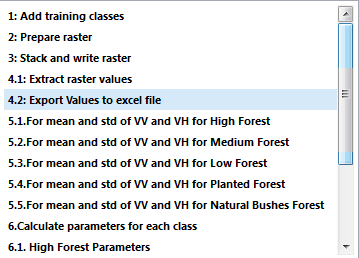 1: Add training classes
2: Prepare raster
3: Stack and write raster
4.1: Extract raster values
4.2: Export Values to excel file
5.1.For mean and std of VV and VH for High Forest
5.2.For mean and std of VV and VH for Medium Forest
5.3.For mean and std of VV and VH for Low Forest
5.4.For mean and std of VV and VH for Planted Forest
5.5.For mean and std of VV and VH for Natural Bushes Forest
6.Calculate parameters for each class
6.1. High Forest Parameters